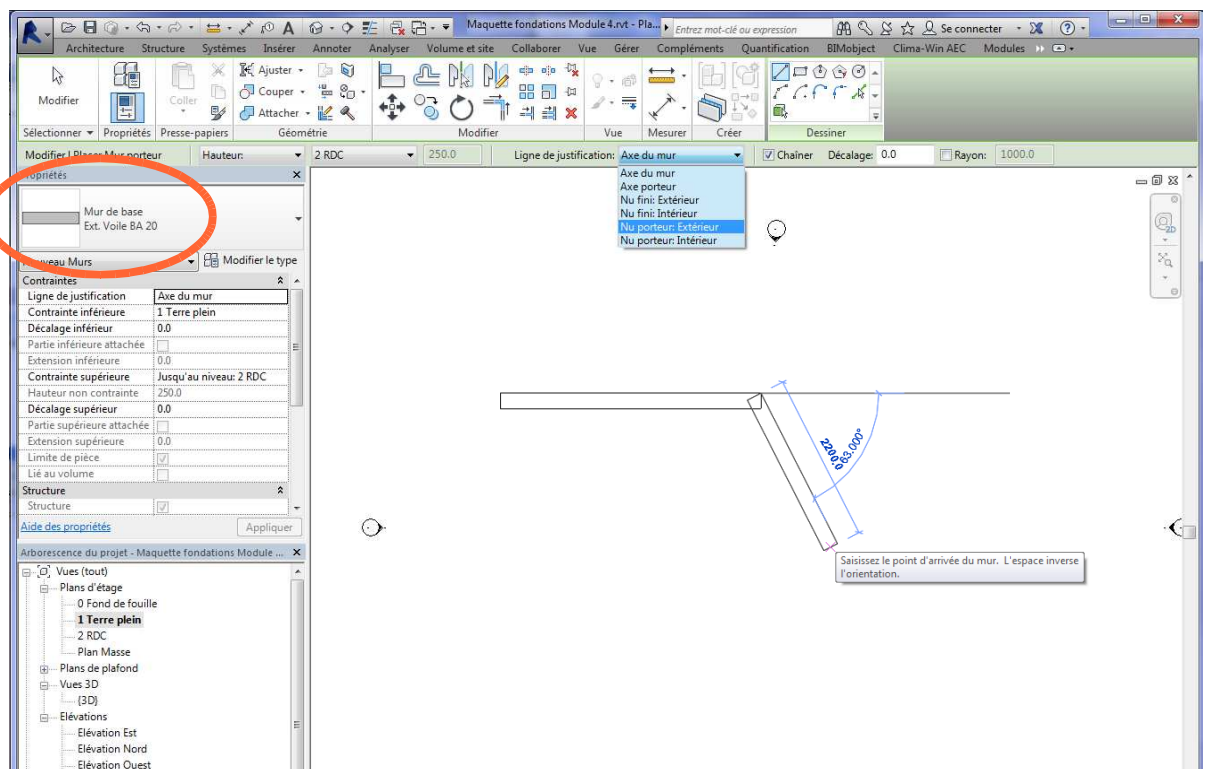 Maquette fondations Module 4.rvt - Pla...
Entrez mot-clé ou expression
Se connecter
Architecture Structure Systèmes Insérer Annoter Analyser Volume et site Collaborer Vue Gérer Compléments Quantification BIMobject Clima-Win AEC Modules
Modifier
Coller
Ajuster
Couper
Attacher
Sélectionner Propriétés Presse-papiers Géométrie Modifier Vue Mesurer Créer Dessiner
Modifier | Placer Mur porteur Hauteur: 2 RDC 250.0 Ligne de justification: Axe du mur Chaîner Décalage: 0.0 Rayon: 1000.0
Axe du mur
Axe porteur
Nu fini: Extérieur
Nu fini: Intérieur
Nu porteur: Extérieur
Nu porteur: Intérieur
Propriétés
Mur de base
Ext. Voile BA 20
Nouveau Murs Modifier le type
Contraintes
Ligne de justification Axe du mur
Contrainte inférieure 1 Terre plein
Décalage inférieur 0.0
Partie inférieure attachée
Extension inférieure 0.0
Contrainte supérieure Jusqu'au niveau: 2 RDC
Hauteur non contrainte 250.0
Décalage supérieur 0.0
Partie supérieure attachée
Extension supérieure 0.0
Limite de pièce
Lié au volume
Structure
Structure
Aide des propriétés Appliquer
Arborescence du projet - Maquette fondations Module ...
Vues (tout)
Plans d'étage
0 Fond de fouille
1 Terre plein
2 RDC
Plan Masse
Plans de plafond
Vues 3D
{3D}
Elévations
Elévation Est
Elévation Nord
Elévation Ouest
2D
2200.0
63.000°
Saisissez le point d'arrivée du mur. L'espace inverse
l'orientation.